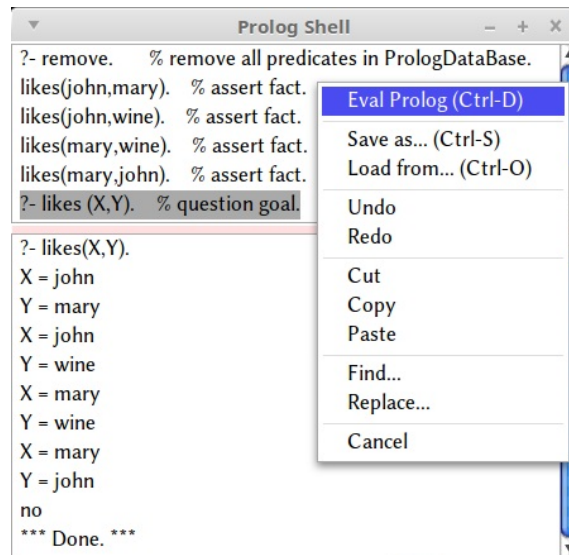 Prolog Shell
?- remove. % remove all predicates in PrologDataBase.
likes(john,mary). % assert fact.
likes(john,wine). % assert fact.
likes(mary,wine). % assert fact.
likes(mary,john). % assert fact.
?- likes (X,Y). % question goal.
Eval Prolog (Ctrl-D)
Save as... (Ctrl-S)
Load from... (Ctrl-O)
Undo
Redo
Cut
Copy
Paste
Find...
Replace...
Cancel
?- likes(X,Y).
X = john
Y = mary
X = john
Y = wine
X = mary
Y = wine
X = mary
Y = john
no
*** Done. ***